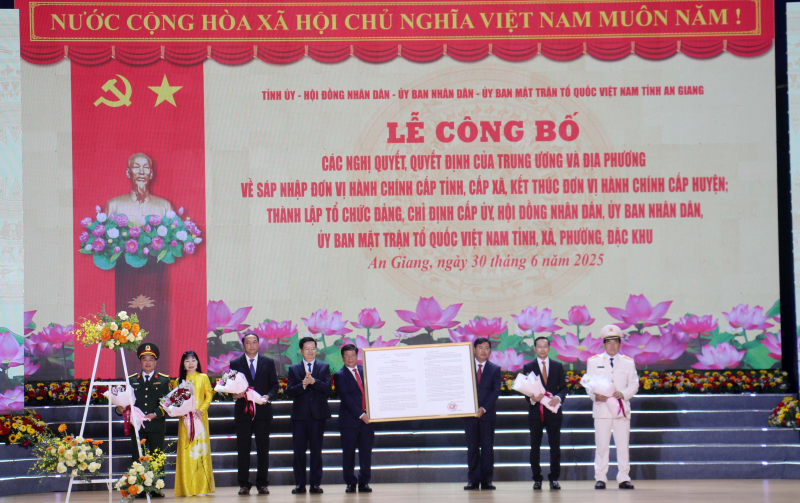 NƯỚC CỘNG HÒA XÃ HỘI CHỦ NGHĨA VIỆT NAM MUÔN NĂM !
TỈNH ỦY - HỘI ĐỒNG NHÂN DÂN - ỦY BAN NHÂN DÂN - ỦY BAN MẶT TRẬN TỔ QUỐC VIỆT NAM TỈNH AN GIANG
LỄ CÔNG BỐ
CÁC NGHỊ QUYẾT, QUYẾT ĐỊNH CỦA TRUNG ƯƠNG VÀ ĐỊA PHƯƠNG
VỀ SÁP NHẬP ĐƠN VỊ HÀNH CHÍNH CẤP TỈNH, CẤP XÃ, KẾT THÚC ĐƠN VỊ HÀNH CHÍNH CẤP HUYỆN;
THÀNH LẬP TỔ CHỨC ĐẢNG, CHỈ ĐỊNH CẤP ỦY, HỘI ĐỒNG NHÂN DÂN, ỦY BAN NHÂN DÂN,
ỦY BAN MẶT TRẬN TỔ QUỐC VIỆT NAM TỈNH, XÃ, PHƯỜNG, ĐẶC KHU
An Giang, ngày 30 tháng 6 năm 2025